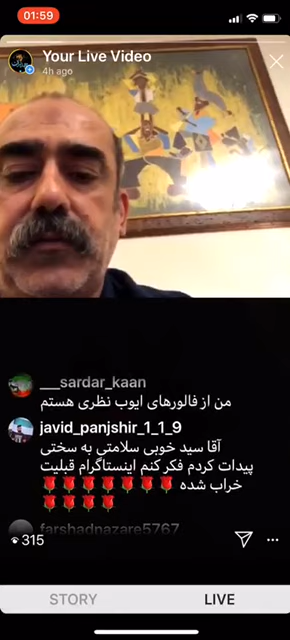 01:59
Your Live Video
4h ago
___sardar_kaan
من از فالورهای ایوب نظری هستم
javid_panjshir_1_1_9
آقا سید خوبی سلامتی به سختی
پیدات کردم فکر کنم اینستاگرام قبلیت
خراب شده 🌹🌹🌹🌹🌹🌹🌹
🌹🌹🌹🌹
farshadnazare5767
315
STORY
LIVE